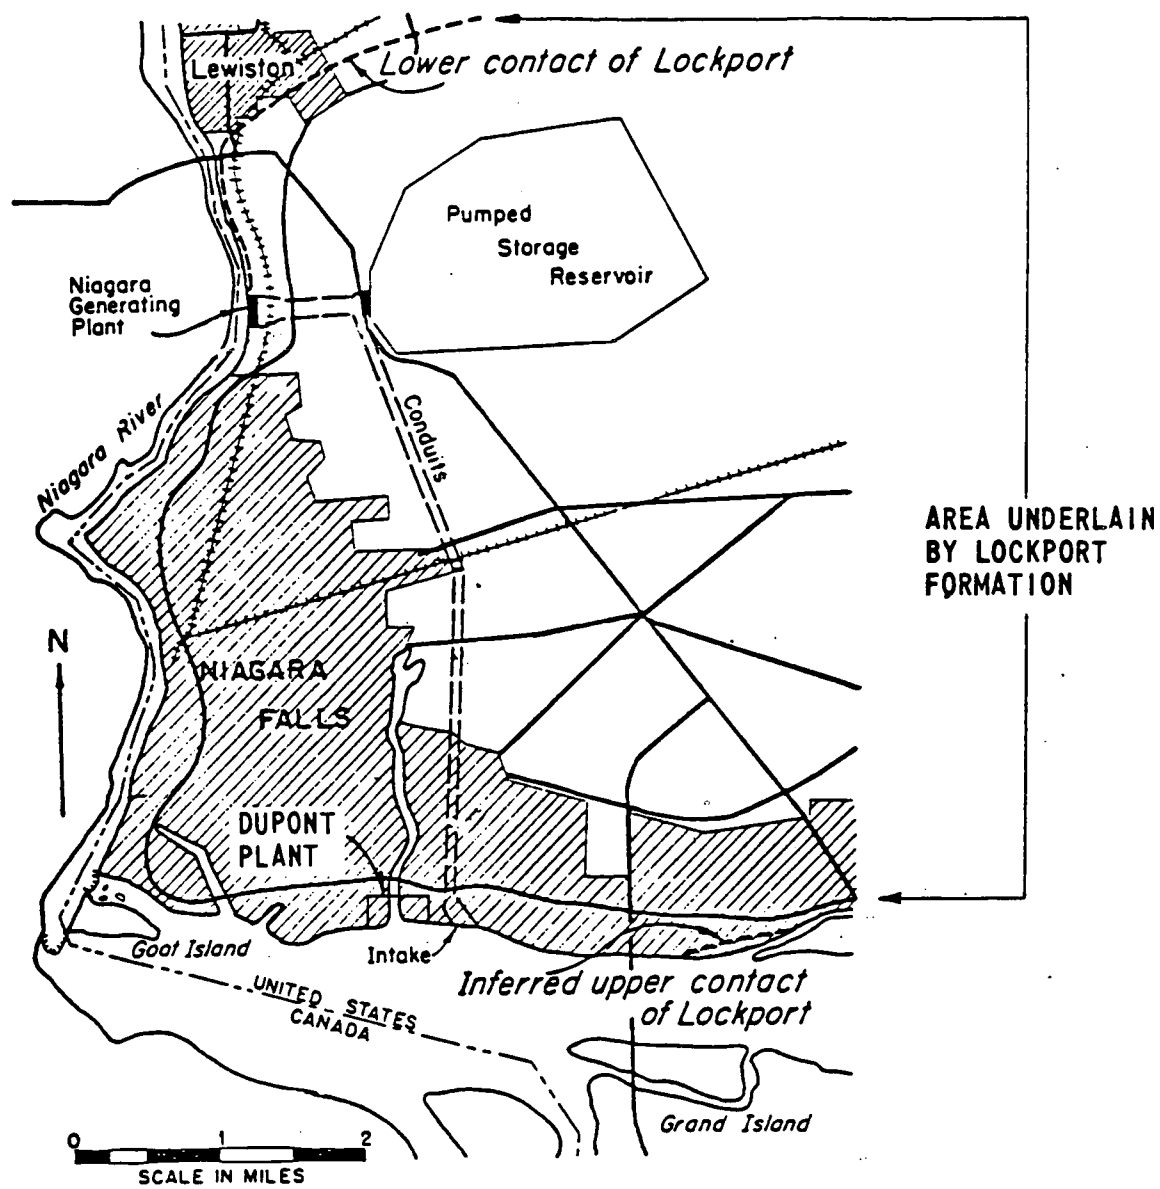 Lewiston
Lower contact of Lockport
Pumped
Storage
Reservoir
Niagara
Generating
Plant
Niagara River
Conduits
AREA UNDERLAIN
BY LOCKPORT
FORMATION
N
NIAGARA
FALLS
DUPONT
PLANT
Goat Island
Intake
Inferred upper contact
of Lockport
UNITED STATES
CANADA
Grand Island
0 1 2
SCALE IN MILES